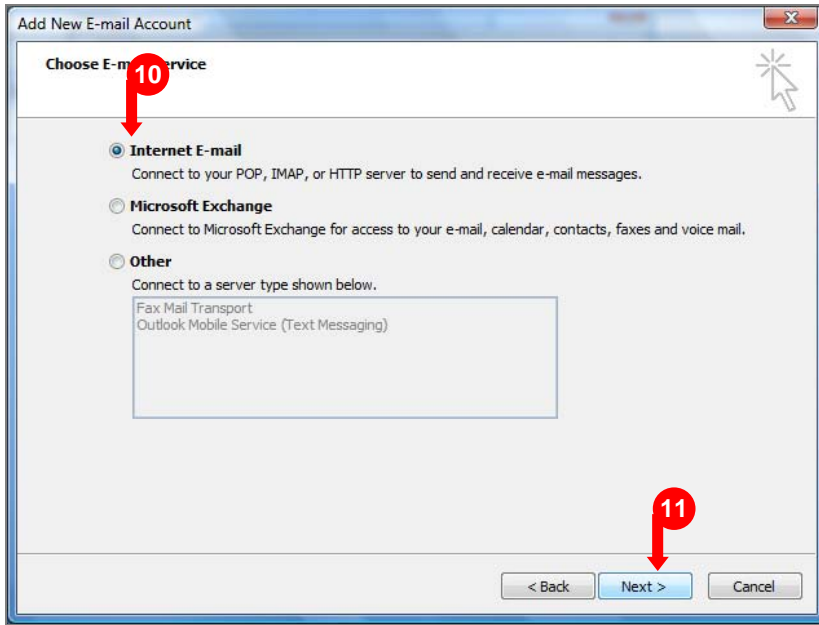 Add New E-mail Account
Choose E-m ervice
10
Internet E-mail
Connect to your POP, IMAP, or HTTP server to send and receive e-mail messages.
Microsoft Exchange
Connect to Microsoft Exchange for access to your e-mail, calendar, contacts, faxes and voice mail.
Other
Connect to a server type shown below.
Fax Mail Transport
Outlook Mobile Service (Text Messaging)
11
< Back Next > Cancel